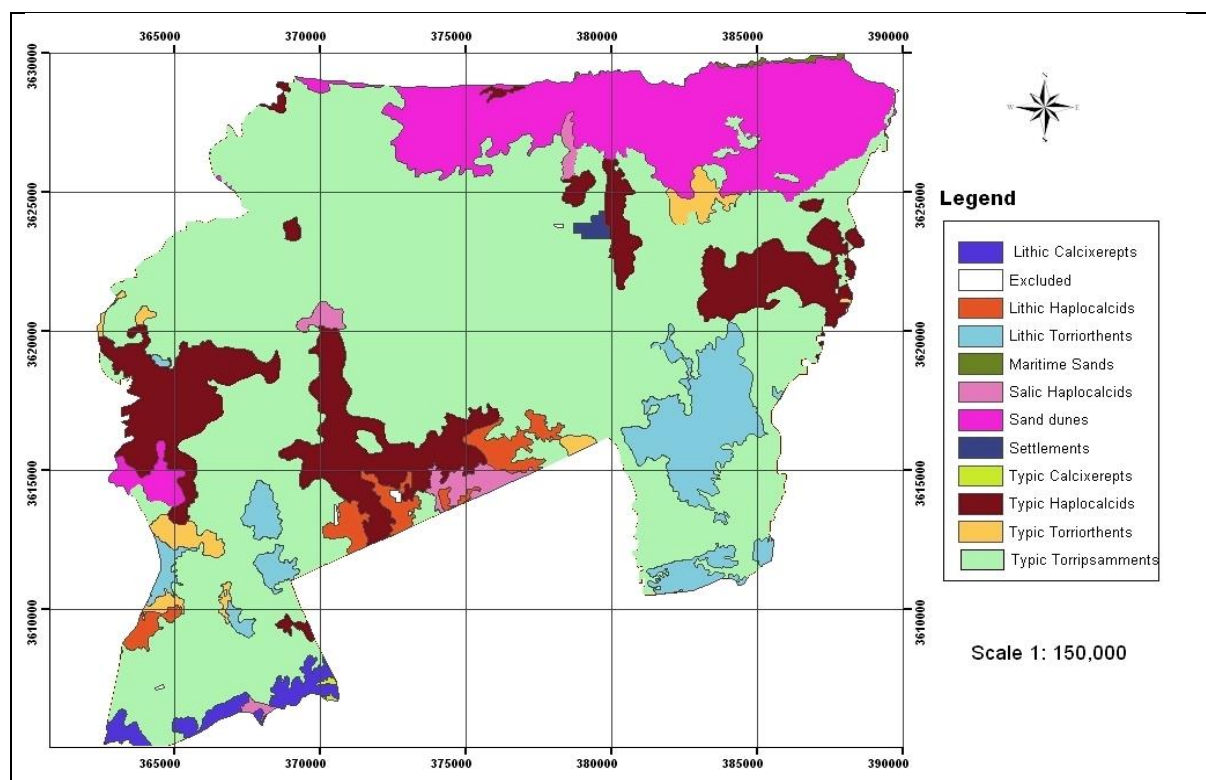 365000 370000 375000 380000 385000 390000
3630000 3630000
N
W E
S
3625000 3625000
Legend
Lithic Calcixerepts
Excluded
Lithic Haplocalcids
Lithic Torriorthents
Maritime Sands
Salic Haplocalcids
Sand dunes
Settlements
Typic Calcixerepts
Typic Haplocalcids
Typic Torriorthents
Typic Torripsamments
3620000 3620000
3615000 3615000
3610000 3610000
Scale 1: 150,000
365000 370000 375000 380000 385000 390000